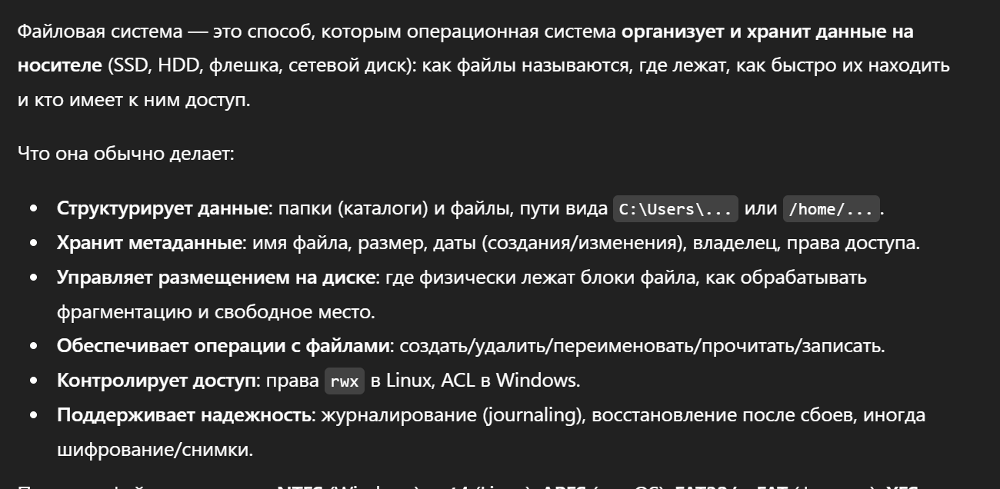 Файловая система — это способ, которым операционная система организует и хранит данные на
носителе (SSD, HDD, флешка, сетевой диск): как файлы называются, где лежат, как быстро их находить
и кто имеет к ним доступ.
Что она обычно делает:
• Структурирует данные: папки (каталоги) и файлы, пути вида C:\Users\... или /home/... .
• Хранит метаданные: имя файла, размер, даты (создания/изменения), владелец, права доступа.
• Управляет размещением на диске: где физически лежат блоки файла, как обрабатывать
фрагментацию и свободное место.
• Обеспечивает операции с файлами: создать/удалить/переименовать/прочитать/записать.
• Контролирует доступ: права rwx в Linux, ACL в Windows.
• Поддерживает надежность: журналирование (journaling), восстановление после сбоев, иногда
шифрование/снимки.